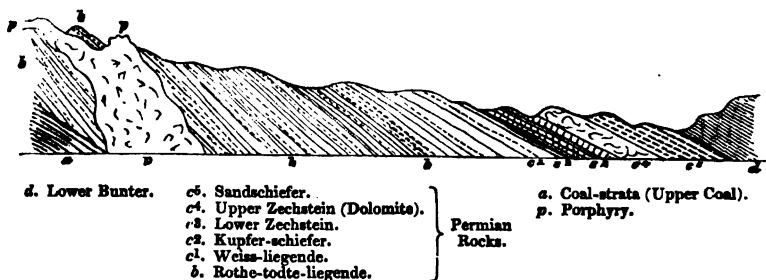 b
p p
b
a p b b c1 c2 c3 c4 c5 d
d. Lower Bunter.
c5. Sandschiefer.
c4. Upper Zechstein (Dolomite).
c3. Lower Zechstein.
c2. Kupfer-schiefer.
c1. Weiss-liegende.
b. Rothe-todte-liegende.
Permian
Rocks.
a. Coal-strata (Upper Coal).
p. Porphyry.